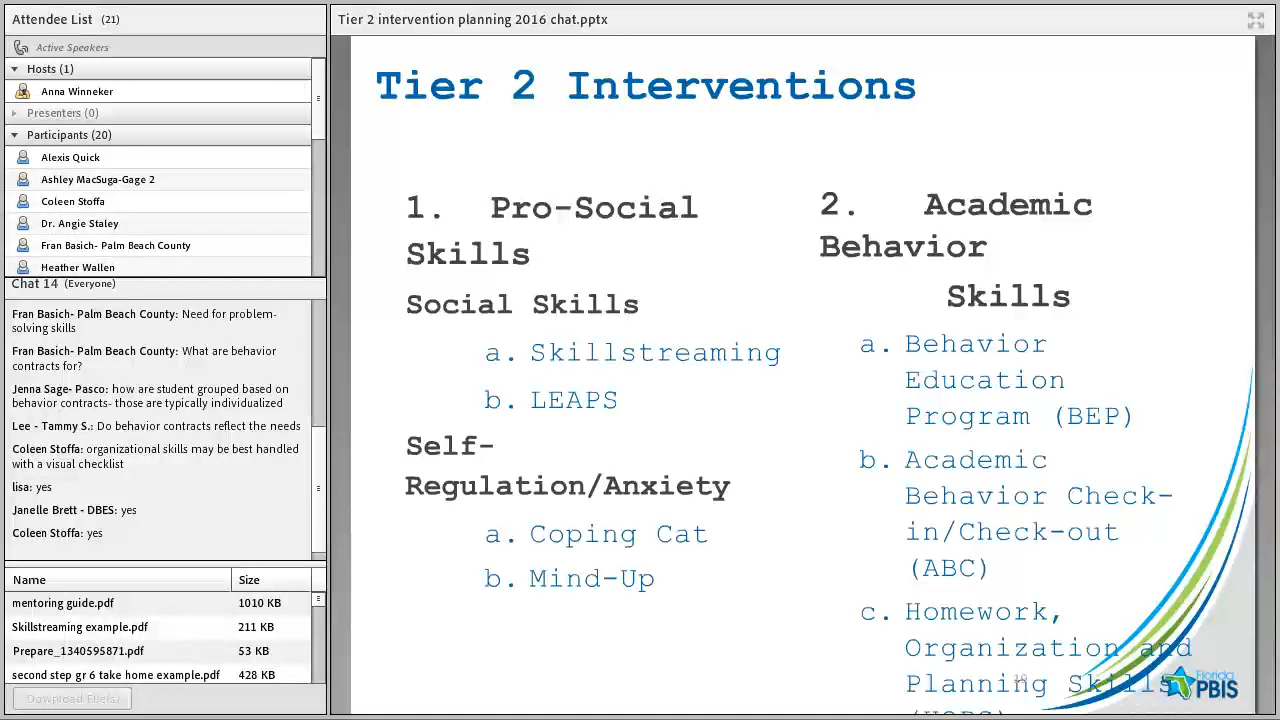 Attendee List (21)
Active Speakers
Hosts (1)
Anna Winneker
Presenters (0)
Participants (20)
Alexis Quick
Ashley MacSuga-Gage 2
Coleen Stoffa
Dr. Angie Staley
Fran Basich- Palm Beach County
Heather Wallen
Chat 14 (Everyone)
Fran Basich- Palm Beach County: Need for problem-
solving skills
Fran Basich- Palm Beach County: What are behavior
contracts for?
Jenna Sage- Pasco: how are student grouped based on
behavior contracts- those are typically individualized
Lee - Tammy S.: Do behavior contracts reflect the needs
Coleen Stoffa: organizational skills may be best handled
with a visual checklist
lisa: yes
Janelle Brett - DBES: yes
Coleen Stoffa: yes
Name Size
mentoring guide.pdf 1010 KB
Skillstreaming example.pdf 211 KB
Prepare_1340595871.pdf 53 KB
second step gr 6 take home example.pdf 428 KB
Download File(s)
Tier 2 intervention planning 2016 chat.pptx
Tier 2 Interventions
1. Pro-Social
Skills
Social Skills
a. Skillstreaming
b. LEAPS
Self-
Regulation/Anxiety
a. Coping Cat
b. Mind-Up
2. Academic
Behavior
Skills
a. Behavior
Education
Program (BEP)
b. Academic
Behavior Check-
in/Check-out
(ABC)
c. Homework,
Organization and
Planning Skills
19
Florida
PBIS